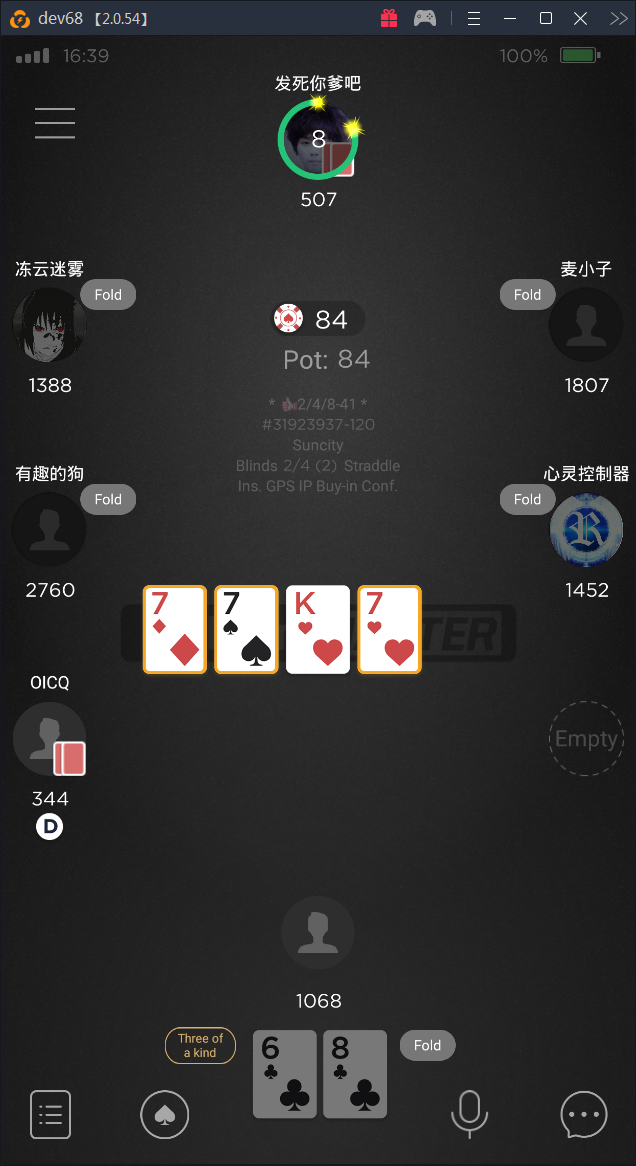 dev68 【2.0.54】
16:39
100%
发死你爹吧
8
507
冻云迷雾
Fold
1388
麦小子
Fold
1807
84
Pot: 84
* 2/4/8-41 *
#31923937-120
Suncity
Blinds 2/4 (2) Straddle
Ins. GPS IP Buy-in Conf.
有趣的狗
Fold
2760
心灵控制器
Fold
1452
7
7
K
7
OICQ
344
D
Empty
1068
Three of
a kind
6
8
Fold